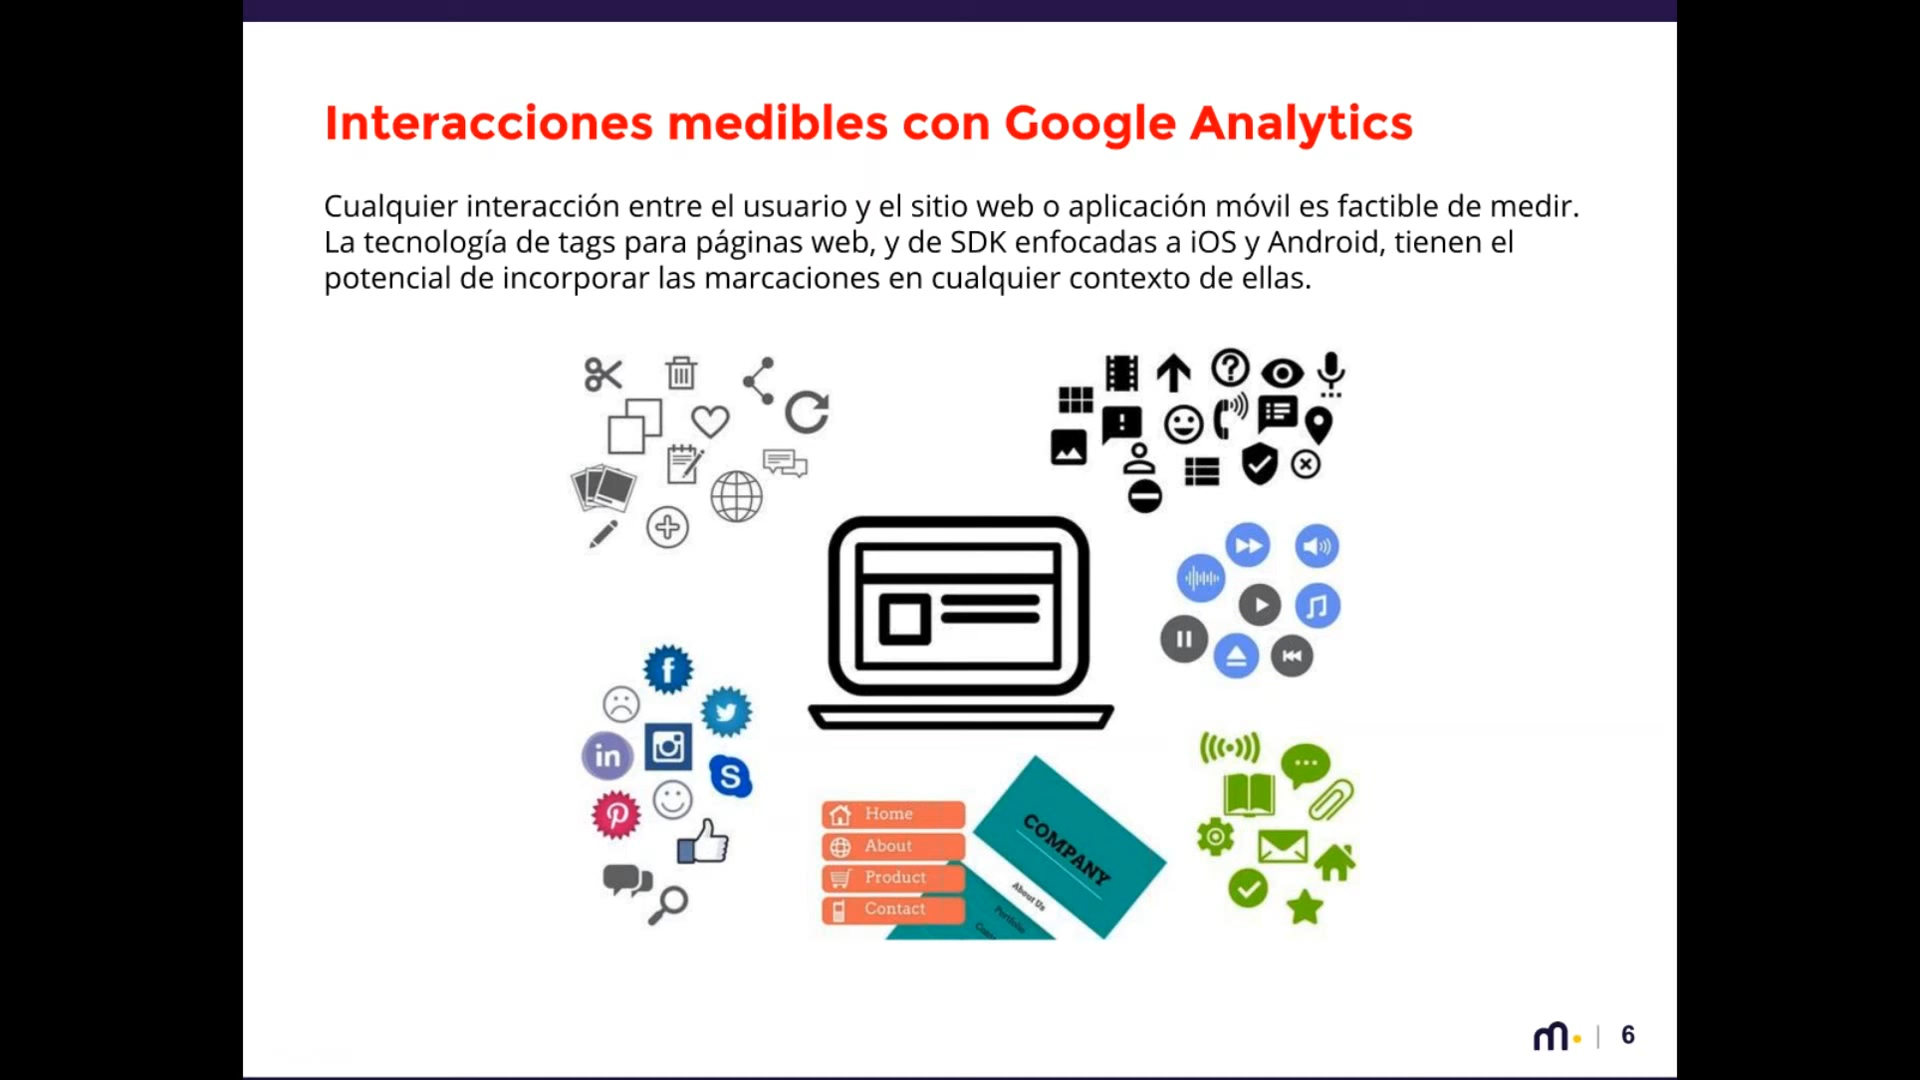 Interacciones medibles con Google Analytics
Cualquier interacción entre el usuario y el sitio web o aplicación móvil es factible de medir.
La tecnología de tags para páginas web, y de SDK enfocadas a iOS y Android, tienen el
potencial de incorporar las marcaciones en cualquier contexto de ellas.
Home
About
Product
Contact
COMPANY
About Us
Portfolio
m. | 6